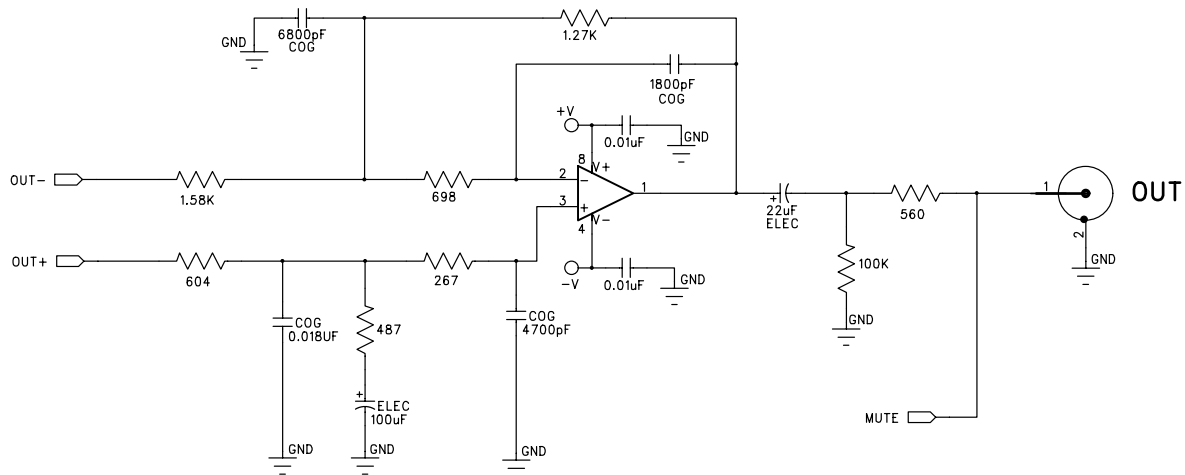 6800pF
COG
GND
1.27K
1800pF
COG
+V
0.01uF
GND
8
V+
OUT-
1.58K
698
2
-
3
+
1
V-
4
-V
0.01uF
GND
+
22uF
ELEC
560
1
OUT
2
GND
100K
GND
OUT+
604
267
COG
0.018UF
487
COG
4700pF
+
ELEC
100uF
MUTE
GND
GND
GND